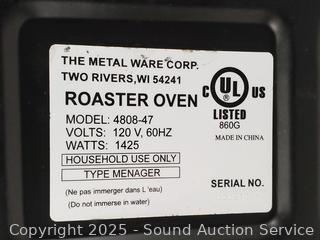 THE METAL WARE CORP.
TWO RIVERS,WI 54241
ROASTER OVEN
MODEL: 4808-47
VOLTS: 120 V, 60HZ
WATTS: 1425
HOUSEHOLD USE ONLY
TYPE MENAGER
(Ne pas immerger dans L 'eau)
(Do not immerse in water)
C UL US
LISTED
860G
MADE IN CHINA
SERIAL NO.
Copyright 2025 - Sound Auction Service